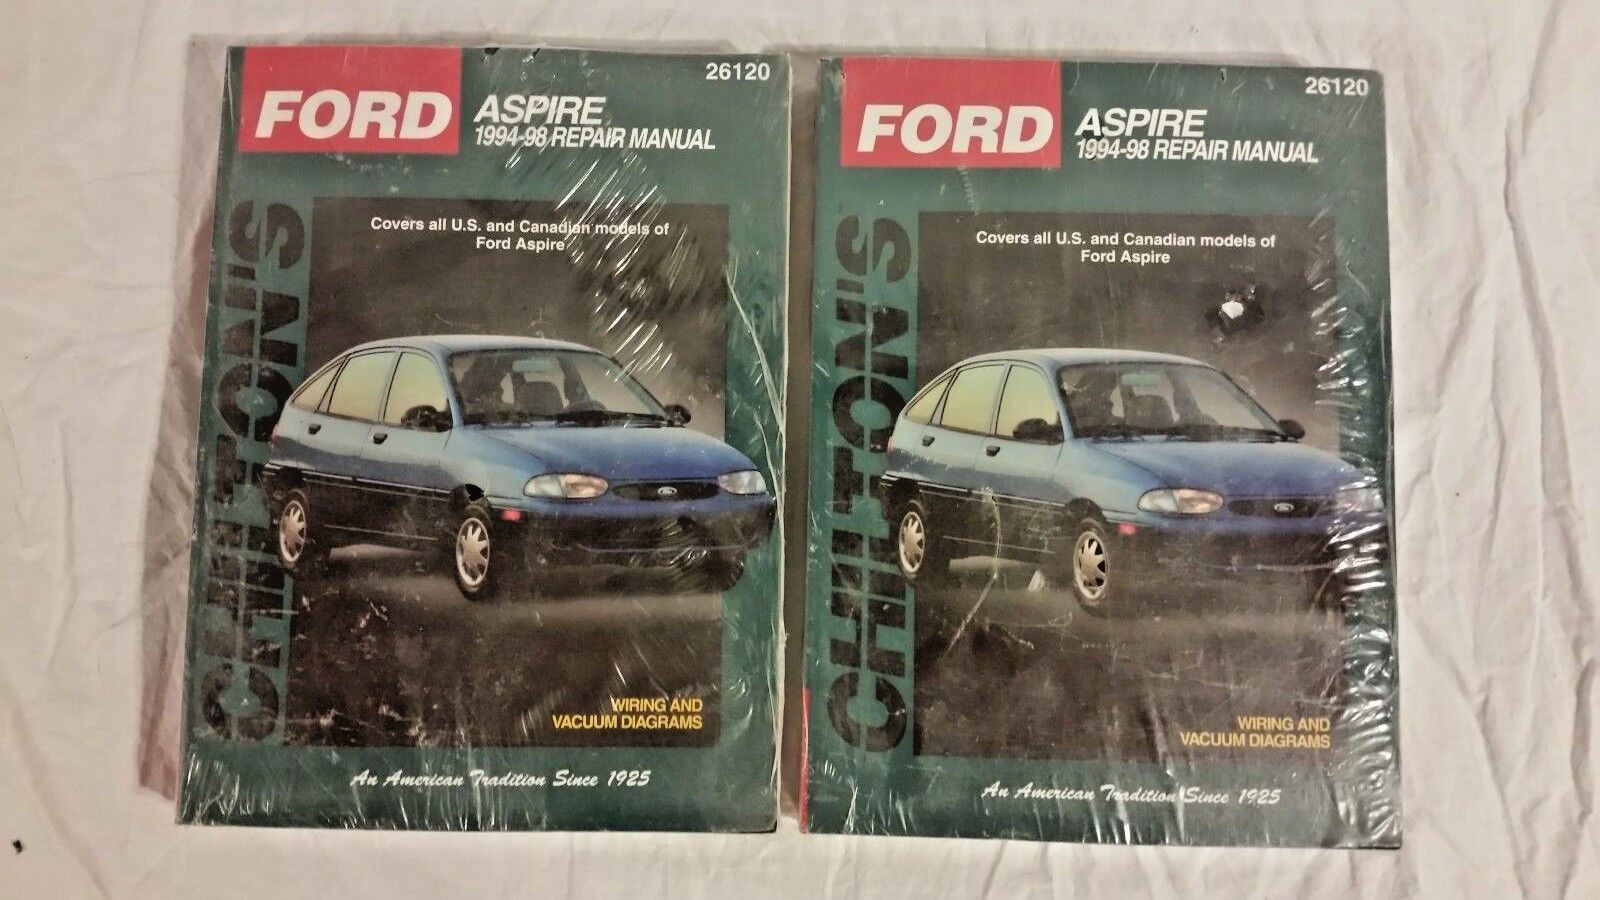 FORD
ASPIRE
1994-98 REPAIR MANUAL
26120
Covers all U.S. and Canadian models of
Ford Aspire
CHILTON'S
WIRING AND
VACUUM DIAGRAMS
An American Tradition Since 1925
FORD
ASPIRE
1994-98 REPAIR MANUAL
26120
Covers all U.S. and Canadian models of
Ford Aspire
CHILTON'S
WIRING AND
VACUUM DIAGRAMS
An American Tradition Since 1925